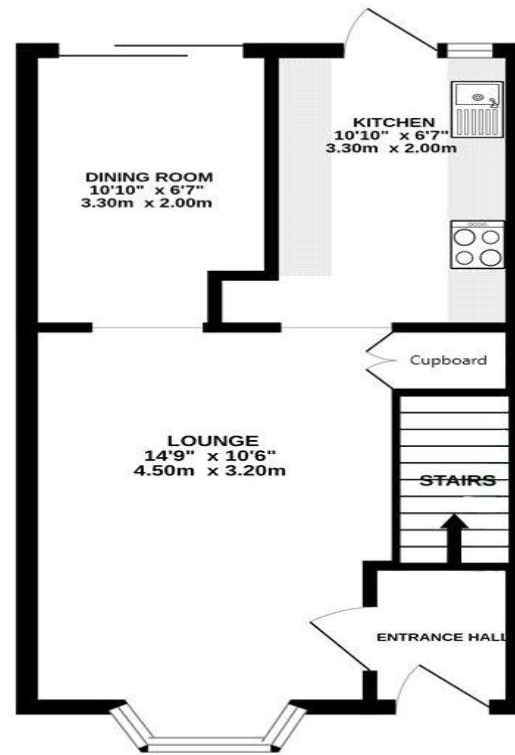 KITCHEN
10'10" x 6'7"
3.30m x 2.00m
DINING ROOM
10'10" x 6'7"
3.30m x 2.00m
Cupboard
LOUNGE
14'9" x 10'6"
4.50m x 3.20m
STAIRS
ENTRANCE HALL